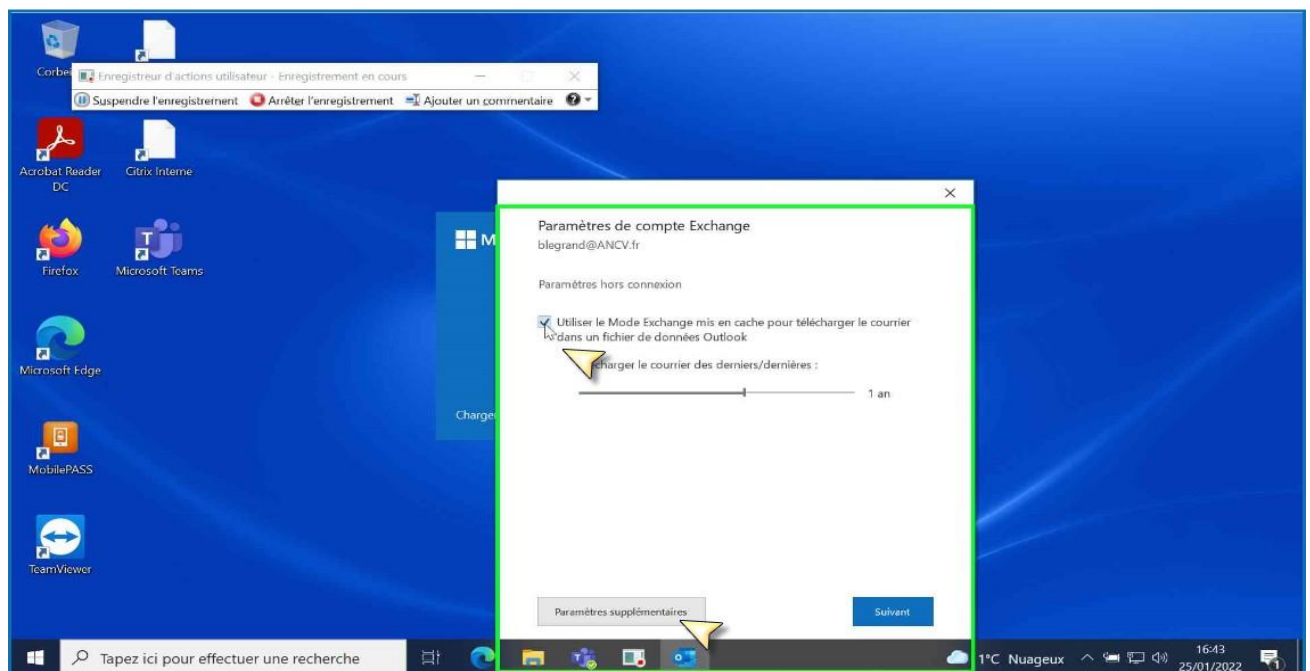 Corbe
Enregistreur d'actions utilisateur - Enregistrement en cours
Suspendre l'enregistrement Arrêter l'enregistrement Ajouter un commentaire
Acrobat Reader
DC
Citrix Interne
Firefox
Microsoft Teams
Microsoft Edge
MobilePASS
TeamViewer
M
Charge
Paramètres de compte Exchange
blegrand@ANCV.fr
Paramètres hors connexion
Utiliser le Mode Exchange mis en cache pour télécharger le courrier
dans un fichier de données Outlook
charger le courrier des derniers/dernières :
1 an
Paramètres supplémentaires
Suivant
Tapez ici pour effectuer une recherche
1°C Nuageux
16:43
25/01/2022